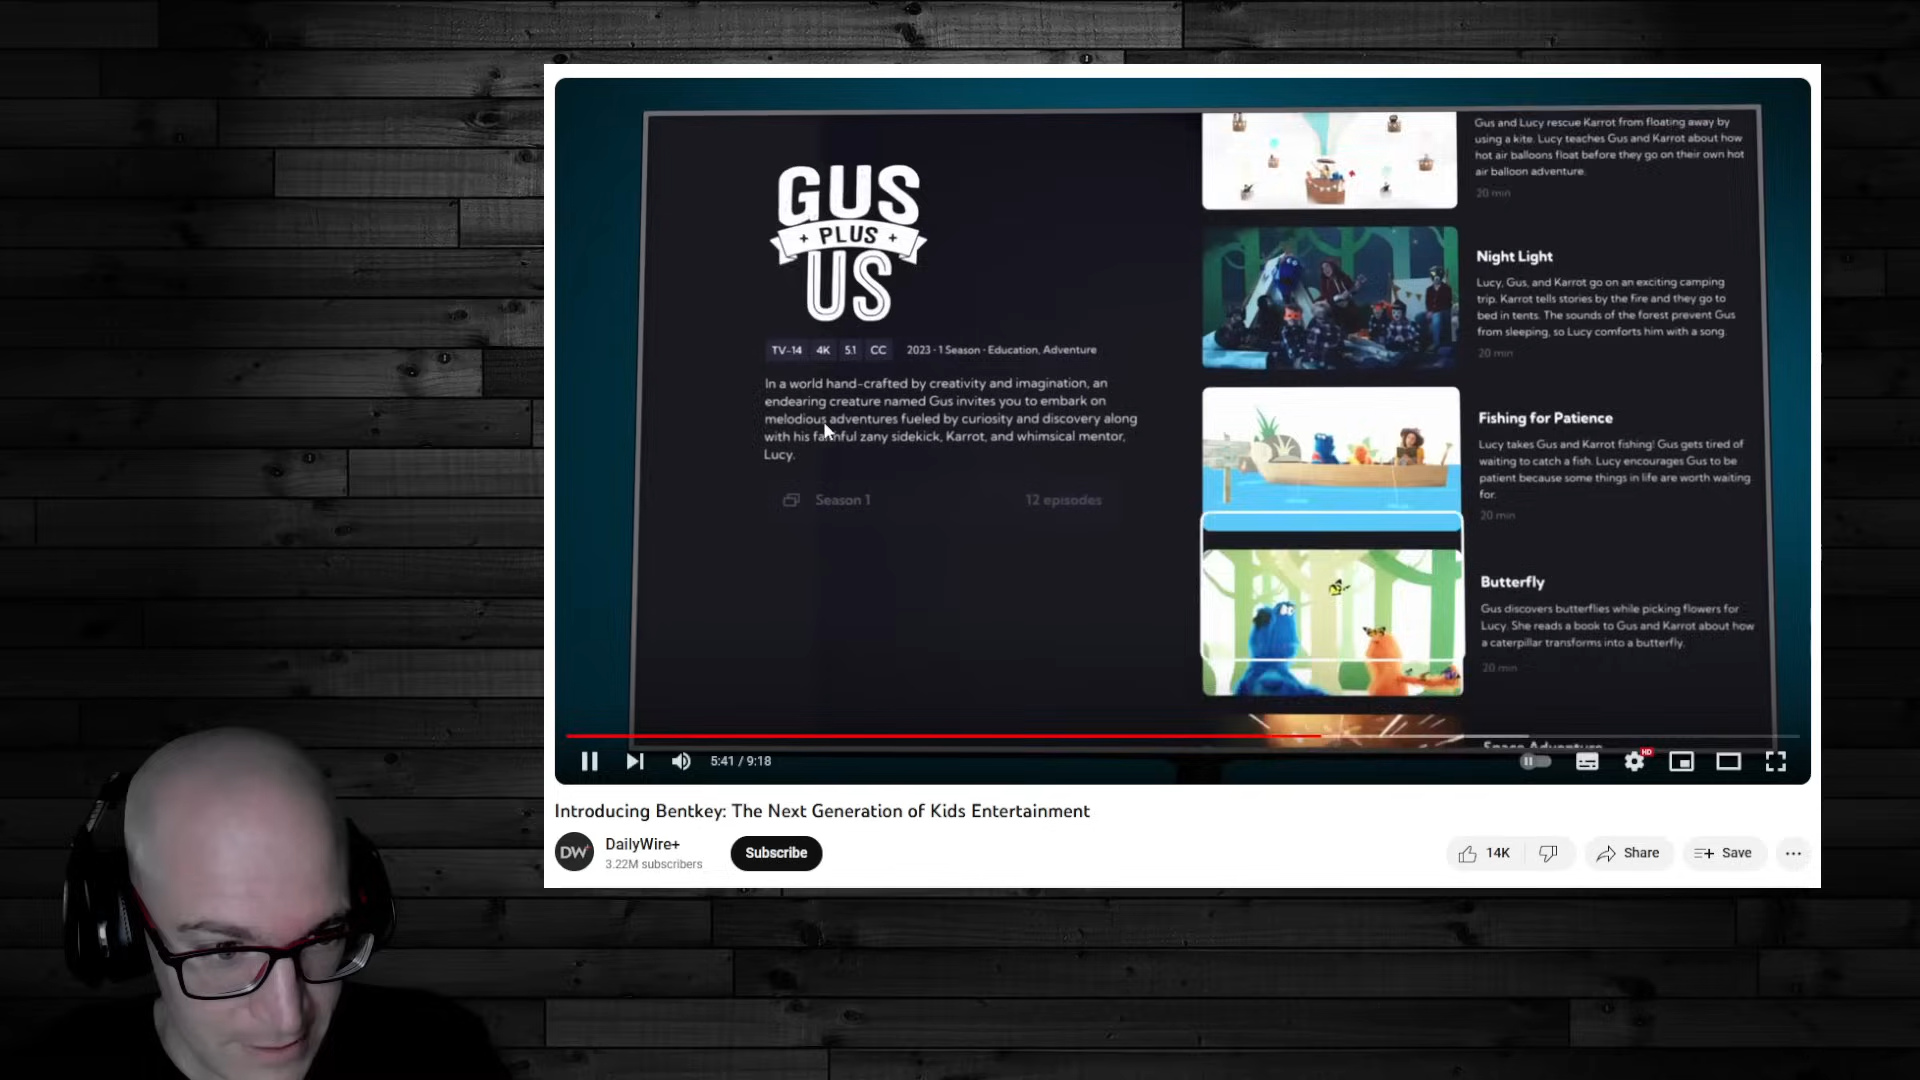 GUS
+ PLUS +
US
TV-14 4K 5.1 CC 2023 · 1 Season · Education, Adventure
In a world hand-crafted by creativity and imagination, an
endearing creature named Gus invites you to embark on
melodious adventures fueled by curiosity and discovery along
with his faithful zany sidekick, Karrot, and whimsical mentor,
Lucy.
Season 1 12 episodes
Gus and Lucy rescue Karrot from floating away by
using a kite. Lucy teaches Gus and Karrot about how
hot air balloons float before they go on their own hot
air balloon adventure.
20 min
Night Light
Lucy, Gus, and Karrot go on an exciting camping
trip. Karrot tells stories by the fire and they go to
bed in tents. The sounds of the forest prevent Gus
from sleeping, so Lucy comforts him with a song.
20 min
Fishing for Patience
Lucy takes Gus and Karrot fishing! Gus gets tired of
waiting to catch a fish. Lucy encourages Gus to be
patient because some things in life are worth waiting
for.
20 min
Butterfly
Gus discovers butterflies while picking flowers for
Lucy. She reads a book to Gus and Karrot about how
a caterpillar transforms into a butterfly.
20 min
Space Adventure
5:41 / 9:18
HD
Introducing Bentkey: The Next Generation of Kids Entertainment
DW+
DailyWire+
3.22M subscribers
Subscribe
14K
Share
Save